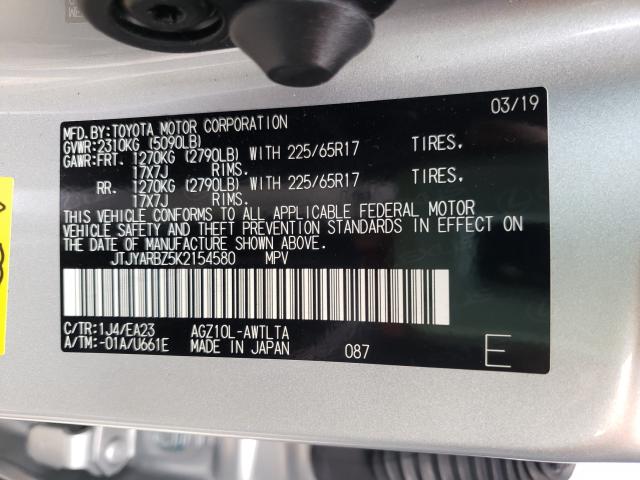 03/19
MFD.BY:TOYOTA MOTOR CORPORATION
GVWR:2310KG (5090LB)
GAWR:FRT. 1270KG (2790LB) WITH 225/65R17 TIRES.
17X7J RIMS.
RR. 1270KG (2790LB) WITH 225/65R17 TIRES.
17X7J RIMS.
THIS VEHICLE CONFORMS TO ALL APPLICABLE FEDERAL MOTOR
VEHICLE SAFETY AND THEFT PREVENTION STANDARDS IN EFFECT ON
THE DATE OF MANUFACTURE SHOWN ABOVE.
JTJYARBZ5K2154580 MPV
C/TR:1J4/EA23 AGZ10L-AWTLTA
A/TM:-01A/U661E MADE IN JAPAN 087 E